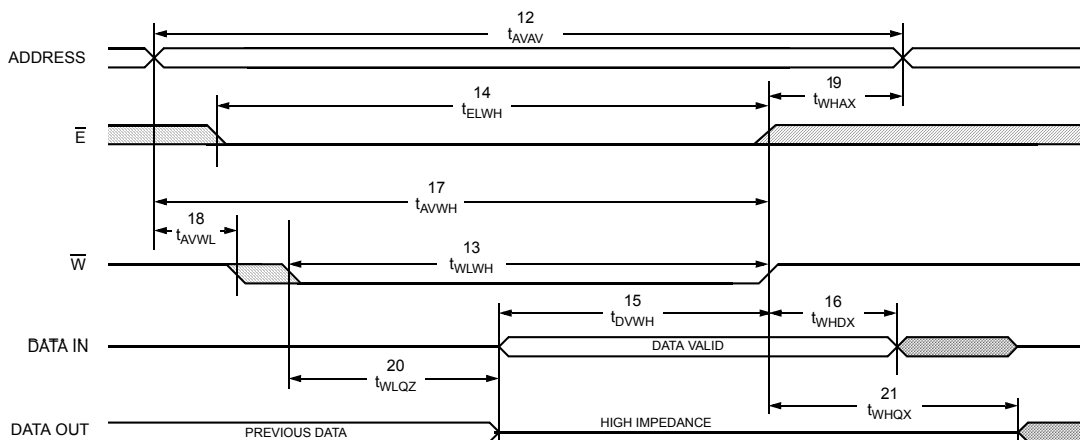 12
tAVAV
ADDRESS
19
tWHAX
14
tELWH
E
17
tAVWH
18
tAVWL
13
tWLWH
W
15
tDVWH
16
tWHDX
DATA IN
DATA VALID
20
tWLQZ
21
tWHQX
DATA OUT
PREVIOUS DATA
HIGH IMPEDANCE